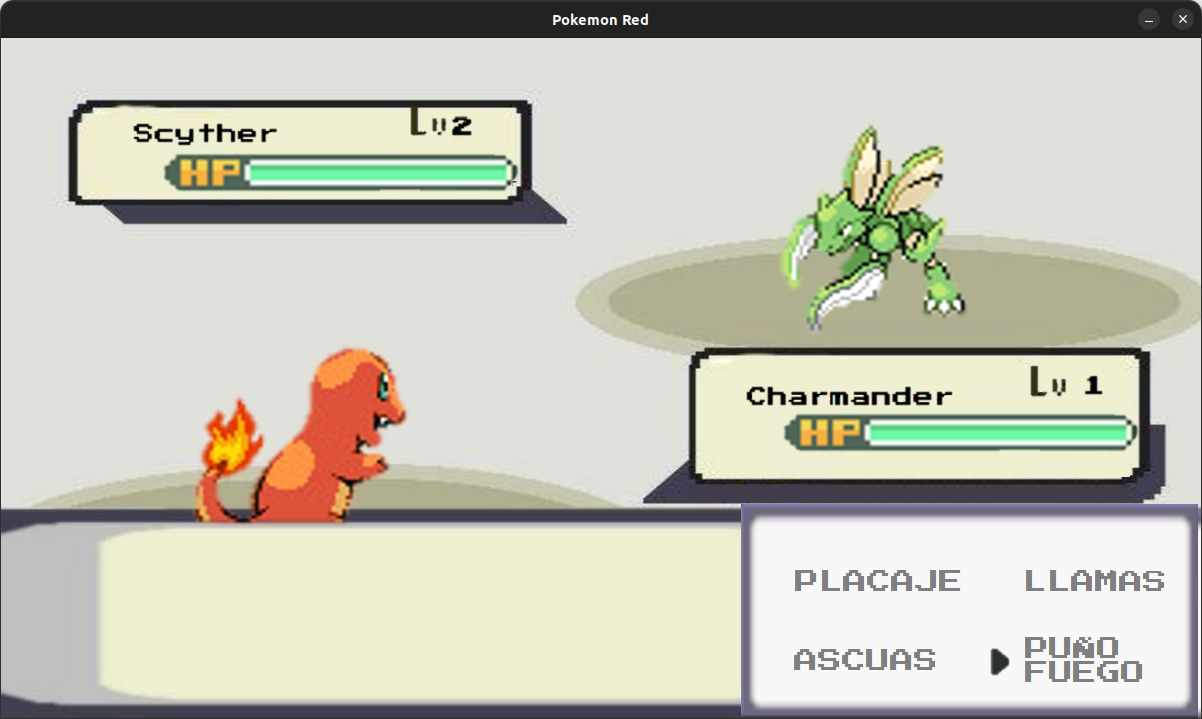 Pokemon Red
Scyther Lv2
HP
Charmander Lv 1
HP
PLACAJE LLAMAS
ASCUAS PUÑO
FUEGO